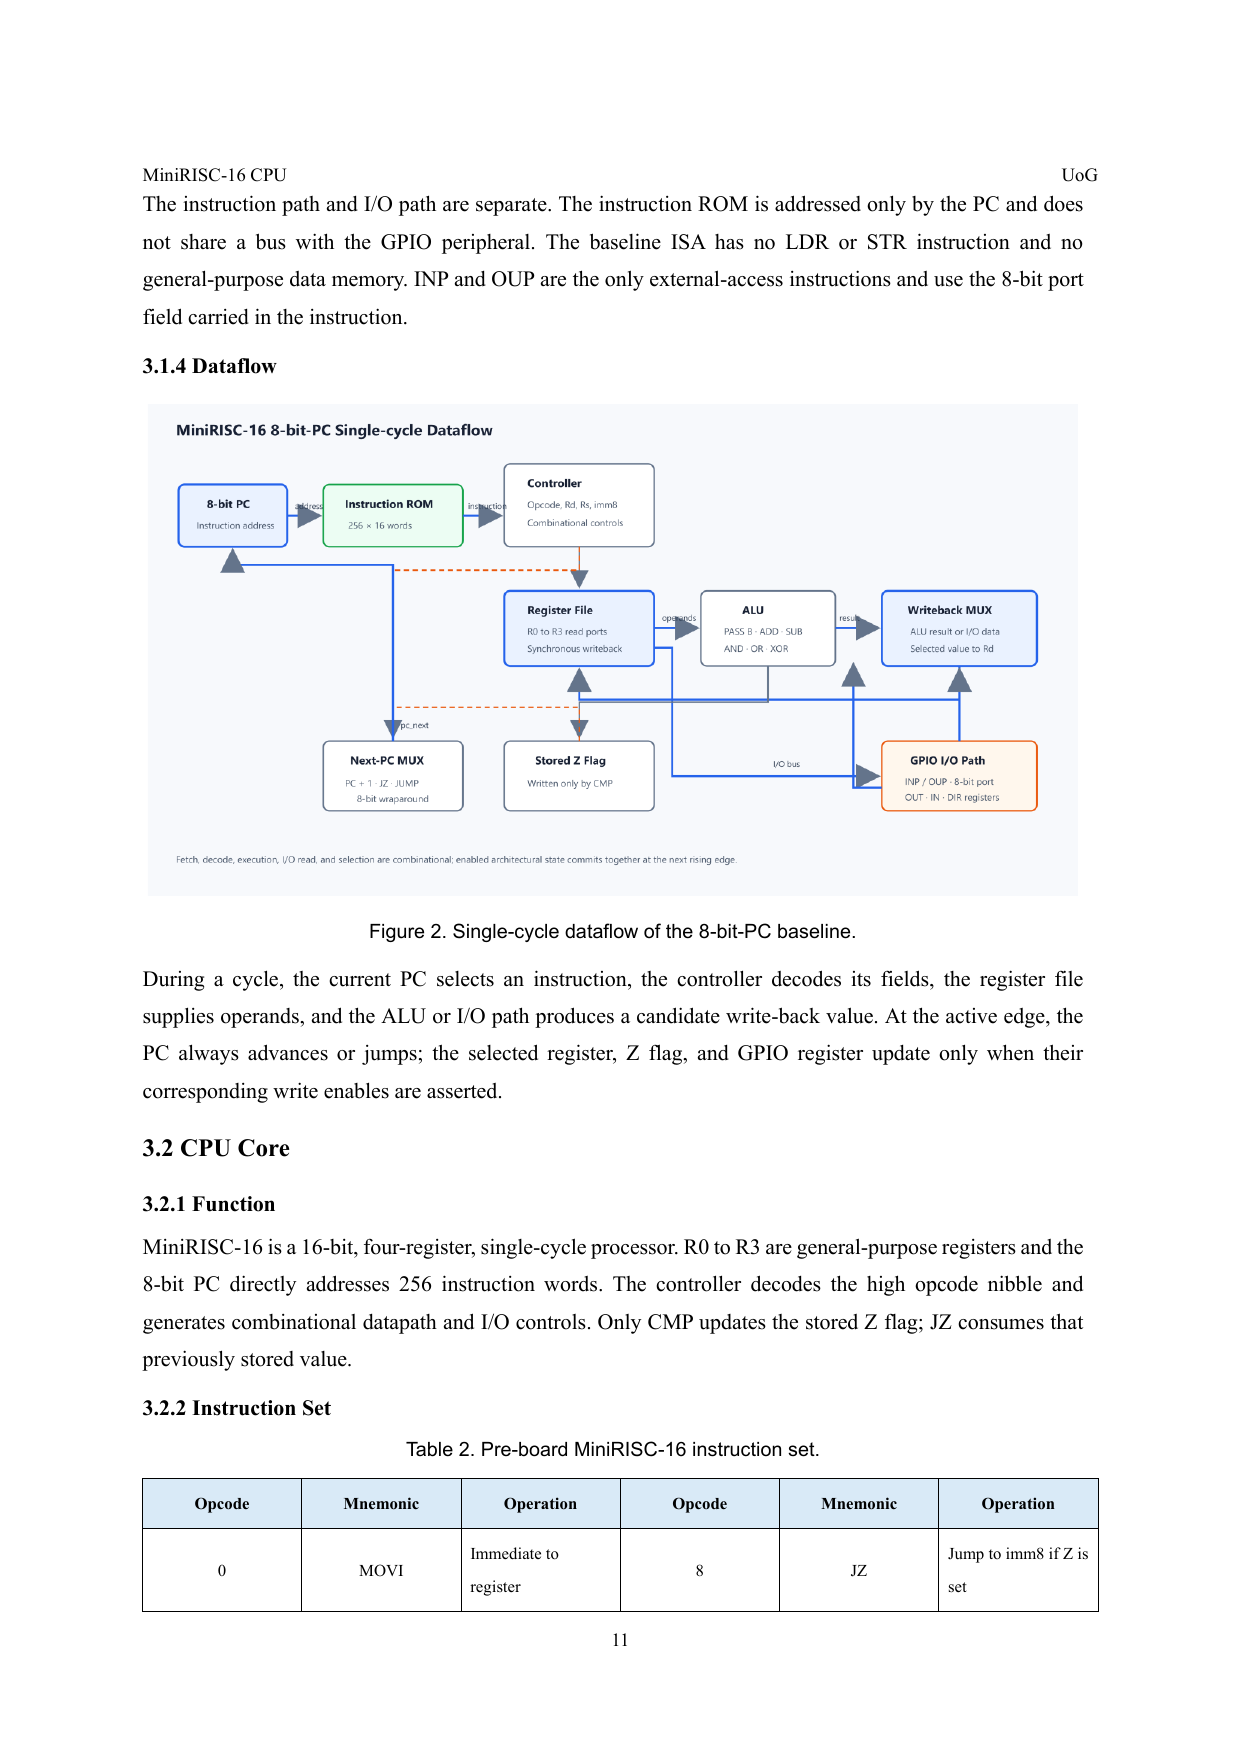 MiniRISC-16 CPU UoG
The instruction path and I/O path are separate. The instruction ROM is addressed only by the PC and does
not share a bus with the GPIO peripheral. The baseline ISA has no LDR or STR instruction and no
general-purpose data memory. INP and OUP are the only external-access instructions and use the 8-bit port
field carried in the instruction.
3.1.4 Dataflow
MiniRISC-16 8-bit-PC Single-cycle Dataflow
8-bit PC
Instruction address
address
Instruction ROM
256 × 16 words
instruction
Controller
Opcode, Rd, Rs, imm8
Combinational controls
Register File
R0 to R3 read ports
Synchronous writeback
operands
ALU
PASS B · ADD · SUB
AND · OR · XOR
result
Writeback MUX
ALU result or I/O data
Selected value to Rd
pc_next
Next-PC MUX
PC + 1 · JZ · JUMP
8-bit wraparound
Stored Z Flag
Written only by CMP
I/O bus
GPIO I/O Path
INP / OUP · 8-bit port
OUT · IN · DIR registers
Fetch, decode, execution, I/O read, and selection are combinational; enabled architectural state commits together at the next rising edge.
Figure 2. Single-cycle dataflow of the 8-bit-PC baseline.
During a cycle, the current PC selects an instruction, the controller decodes its fields, the register file
supplies operands, and the ALU or I/O path produces a candidate write-back value. At the active edge, the
PC always advances or jumps; the selected register, Z flag, and GPIO register update only when their
corresponding write enables are asserted.
3.2 CPU Core
3.2.1 Function
MiniRISC-16 is a 16-bit, four-register, single-cycle processor. R0 to R3 are general-purpose registers and the
8-bit PC directly addresses 256 instruction words. The controller decodes the high opcode nibble and
generates combinational datapath and I/O controls. Only CMP updates the stored Z flag; JZ consumes that
previously stored value.
3.2.2 Instruction Set
Table 2. Pre-board MiniRISC-16 instruction set.
Opcode Mnemonic Operation Opcode Mnemonic Operation
0 MOVI Immediate to register 8 JZ Jump to imm8 if Z is set
11